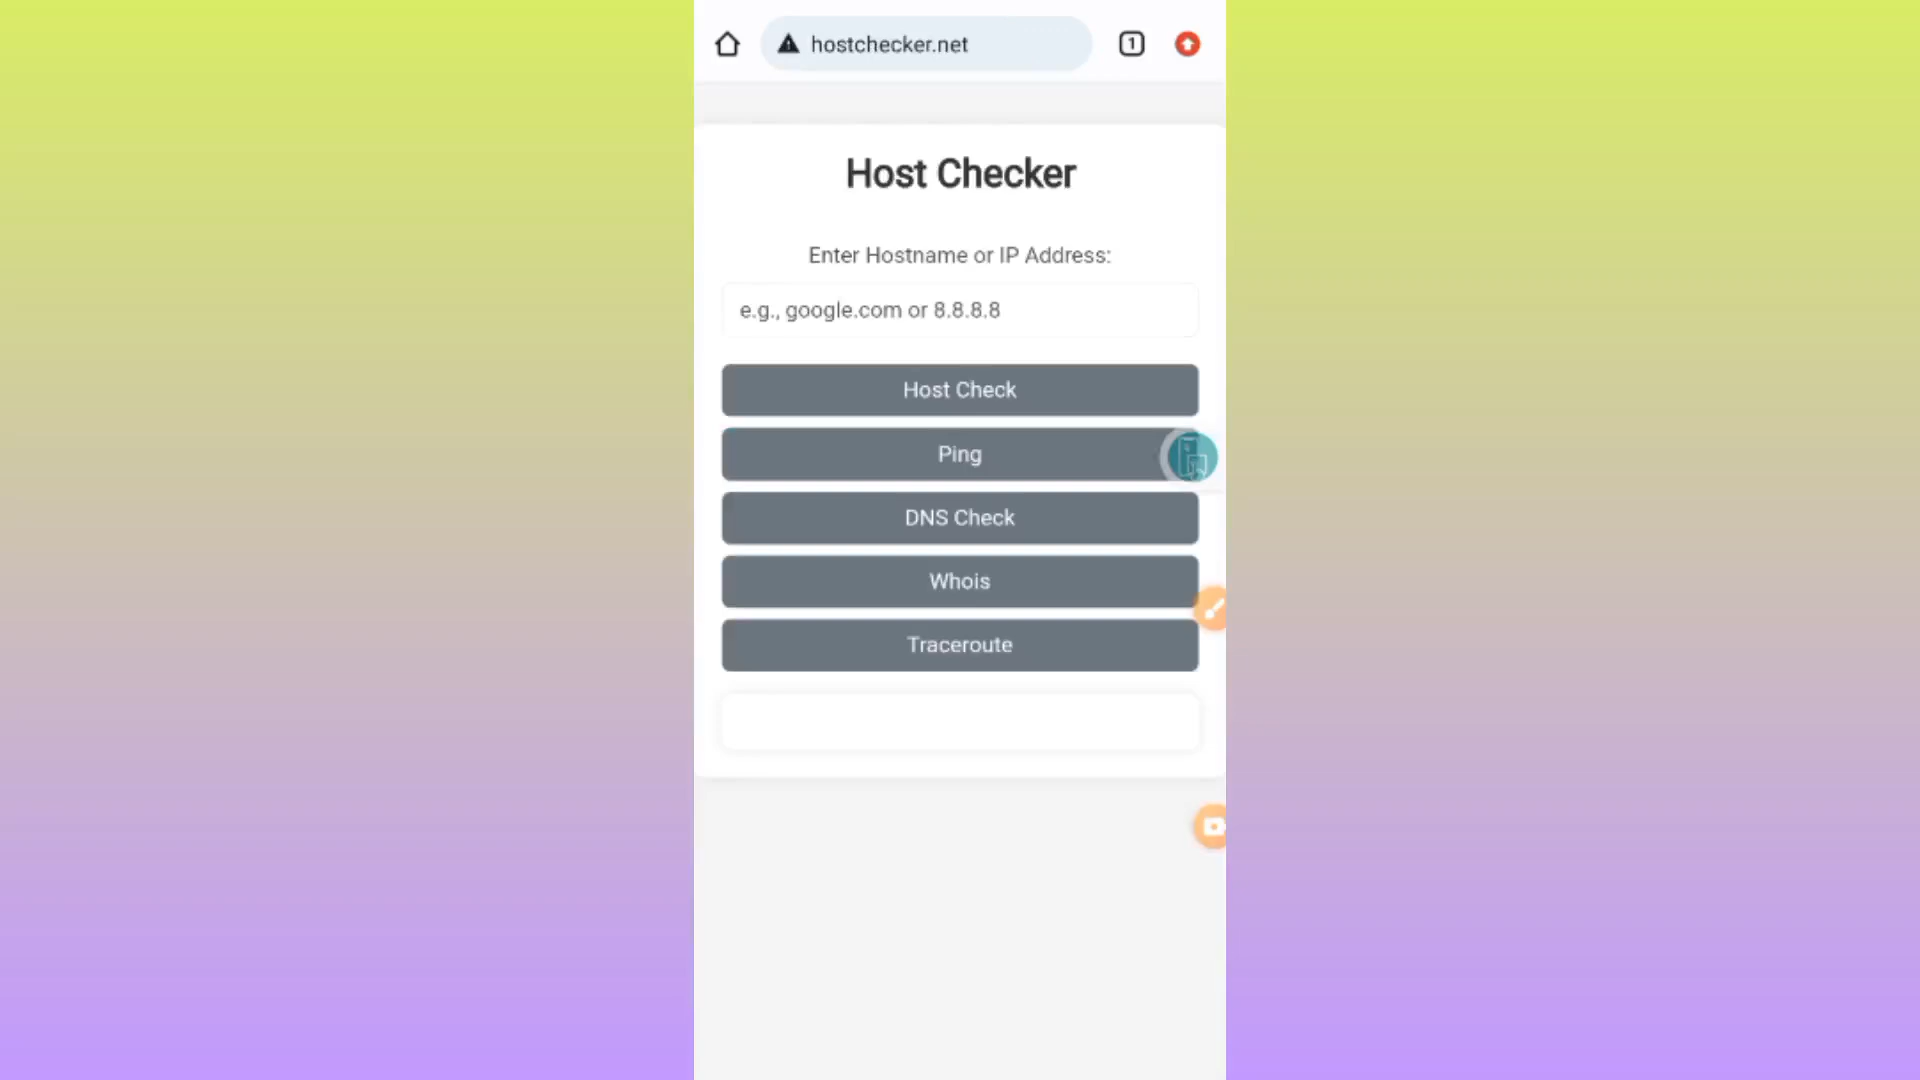 hostchecker.net
1
Host Checker
Enter Hostname or IP Address:
e.g., google.com or 8.8.8.8
Host Check
Ping
DNS Check
Whois
Traceroute